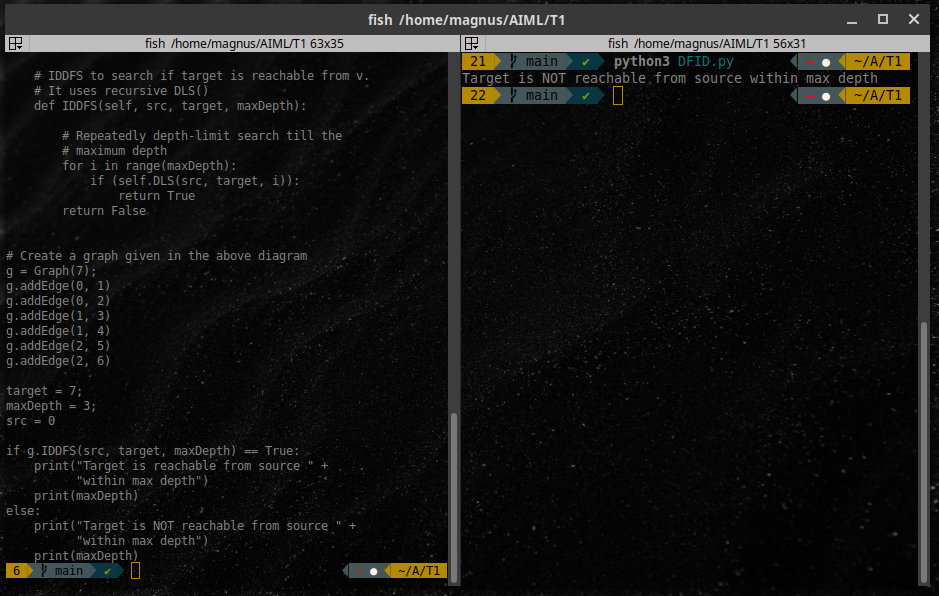 fish /home/magnus/AIML/T1
fish /home/magnus/AIML/T1 63x35
# IDDFS to search if target is reachable from v.
# It uses recursive DLS()
def IDDFS(self, src, target, maxDepth):
# Repeatedly depth-limit search till the
# maximum depth
for i in range(maxDepth):
if (self.DLS(src, target, i)):
return True
return False
# Create a graph given in the above diagram
g = Graph(7);
g.addEdge(0, 1)
g.addEdge(0, 2)
g.addEdge(1, 3)
g.addEdge(1, 4)
g.addEdge(2, 5)
g.addEdge(2, 6)
target = 7;
maxDepth = 3;
src = 0
if g.IDDFS(src, target, maxDepth) == True:
print("Target is reachable from source " +
"within max depth")
print(maxDepth)
else:
print("Target is NOT reachable from source " +
"within max depth")
print(maxDepth)
6 main ✔ ~/A/T1
fish /home/magnus/AIML/T1 56x31
21 main ✔ python3 DFID.py ~/A/T1
Target is NOT reachable from source within max depth
22 main ✔ ~/A/T1